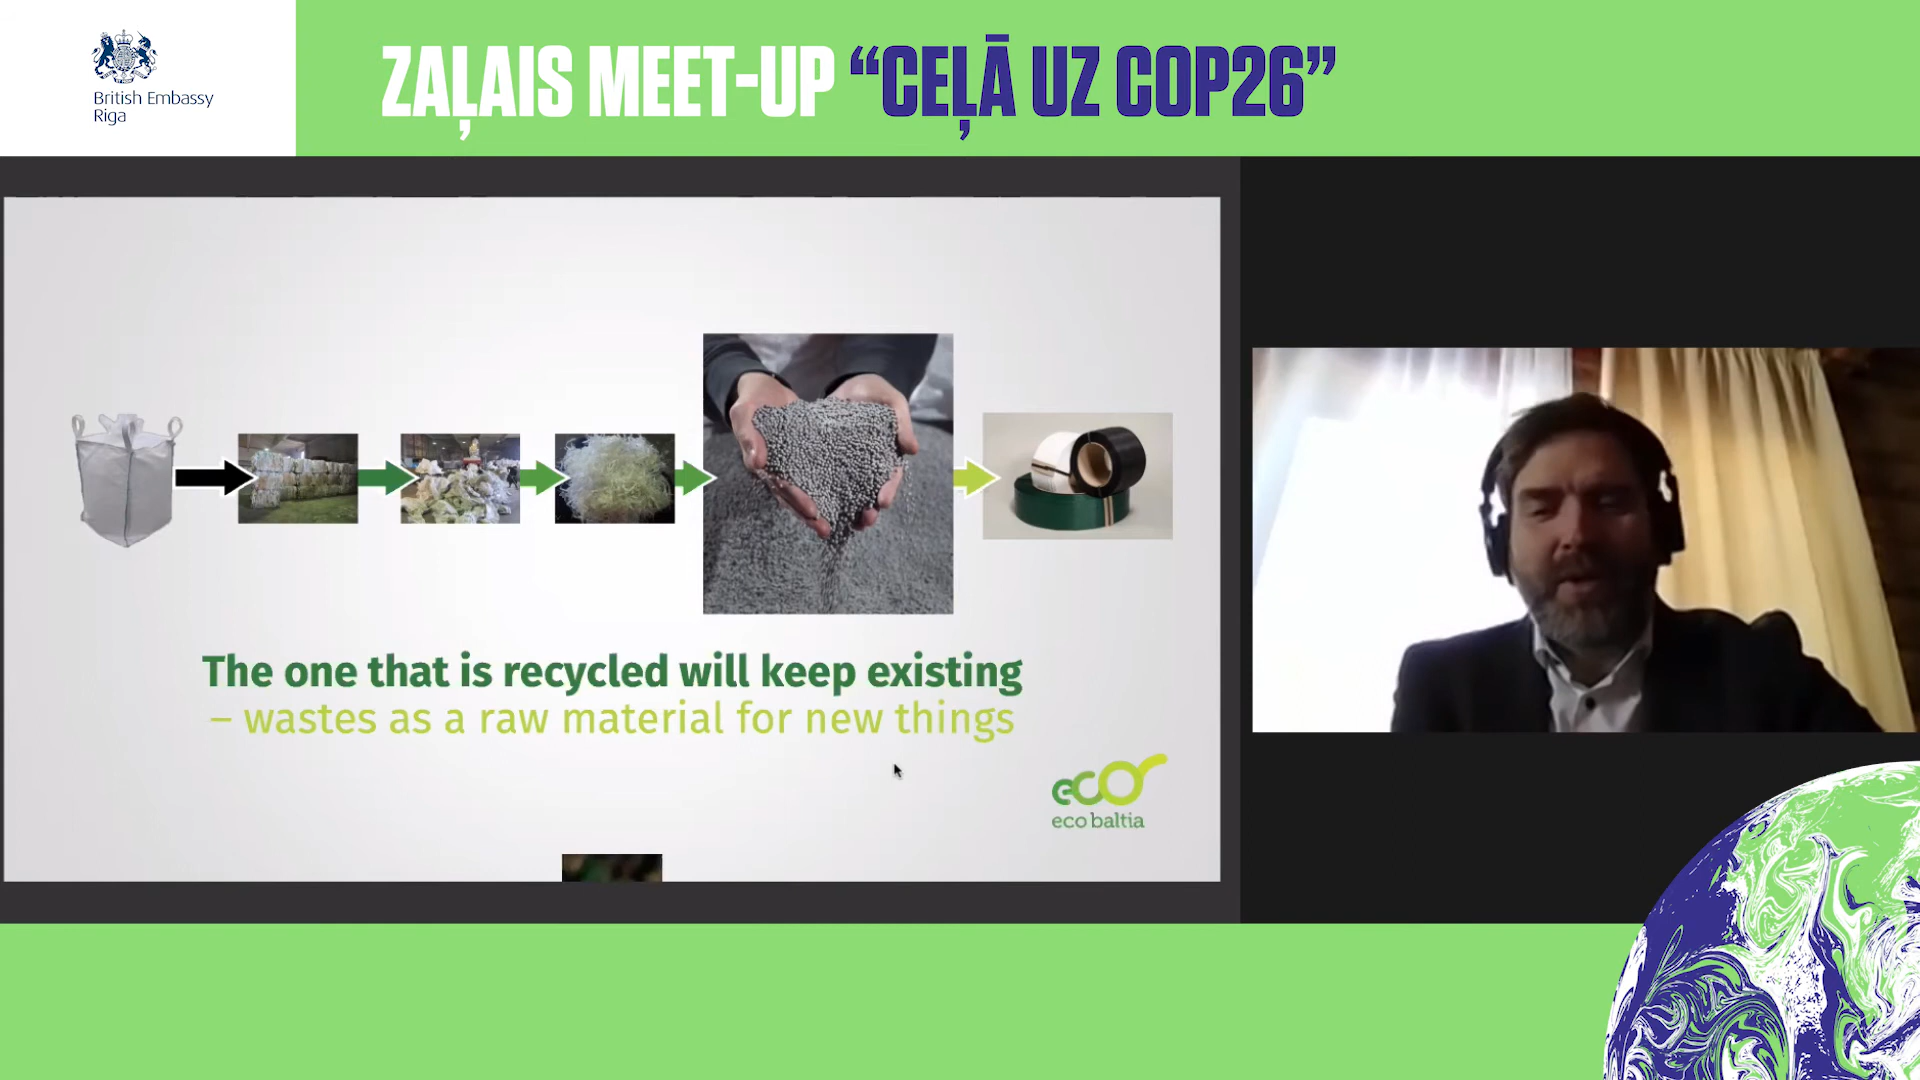 British Embassy
Riga
ZAĻAIS MEET-UP “CEĻĀ UZ COP26”
The one that is recycled will keep existing
– wastes as a raw material for new things
eco
eco baltia